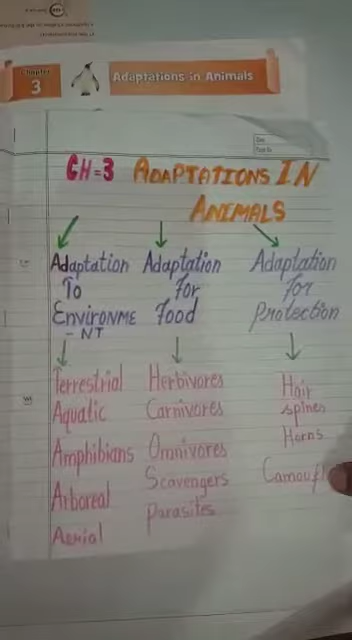 Chapter
3
Adaptations in Animals
CH=3 ADAPTATIONS IN
ANIMALS
Adaptation
To
ENVIRONME
- NT
Terrestrial
Aquatic
Amphibians
Arboreal
Aerial
Adaptation
For
Food
Herbivores
Carnivores
Omnivores
Scavengers
Parasites
Adaptation
for
Protection
Hair
spines
Horns
Camoufl